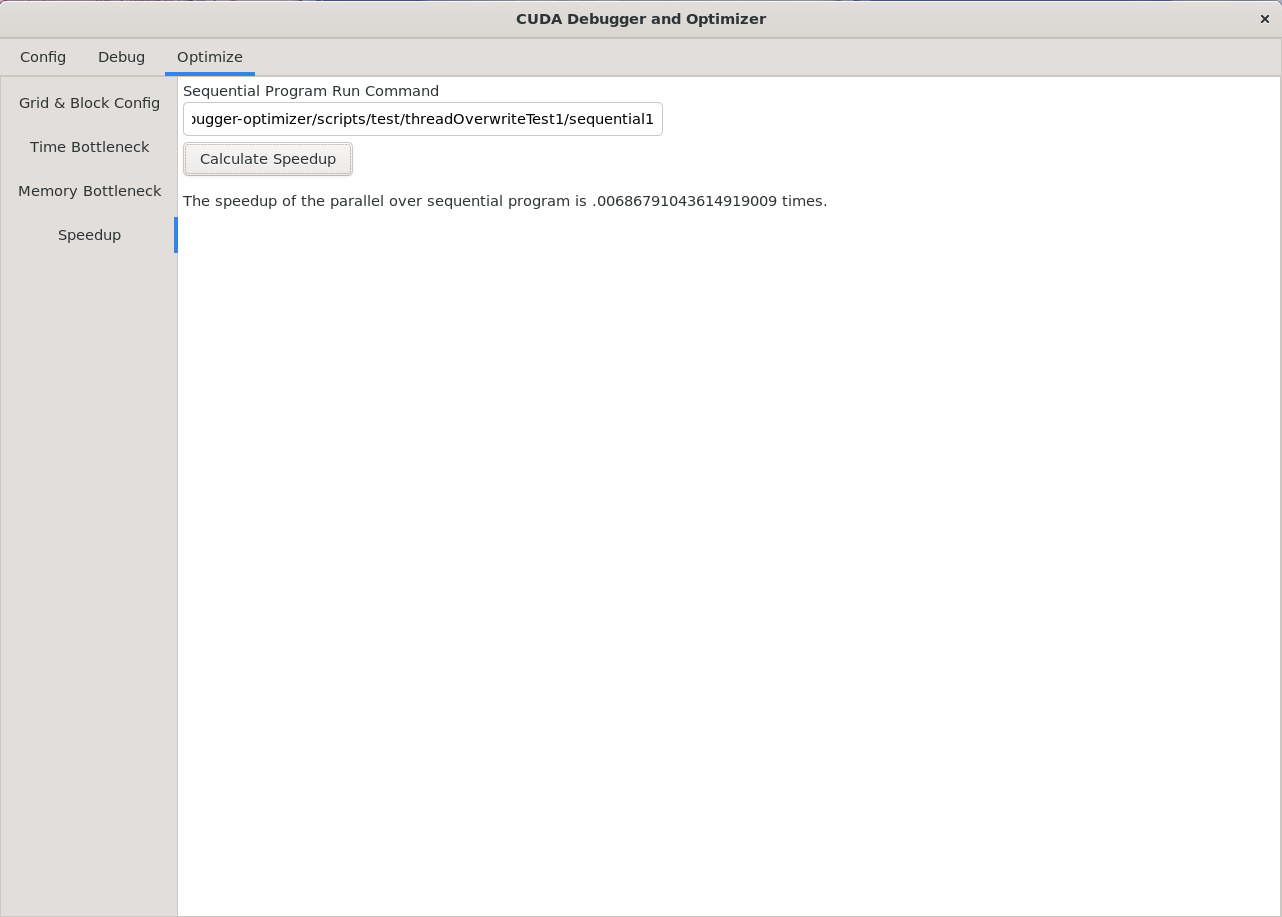 CUDA Debugger and Optimizer ×
Config Debug Optimize
Grid & Block Config
Time Bottleneck
Memory Bottleneck
Speedup
Sequential Program Run Command
ougger-optimizer/scripts/test/threadOverwriteTest1/sequential1
Calculate Speedup
The speedup of the parallel over sequential program is .00686791043614919009 times.